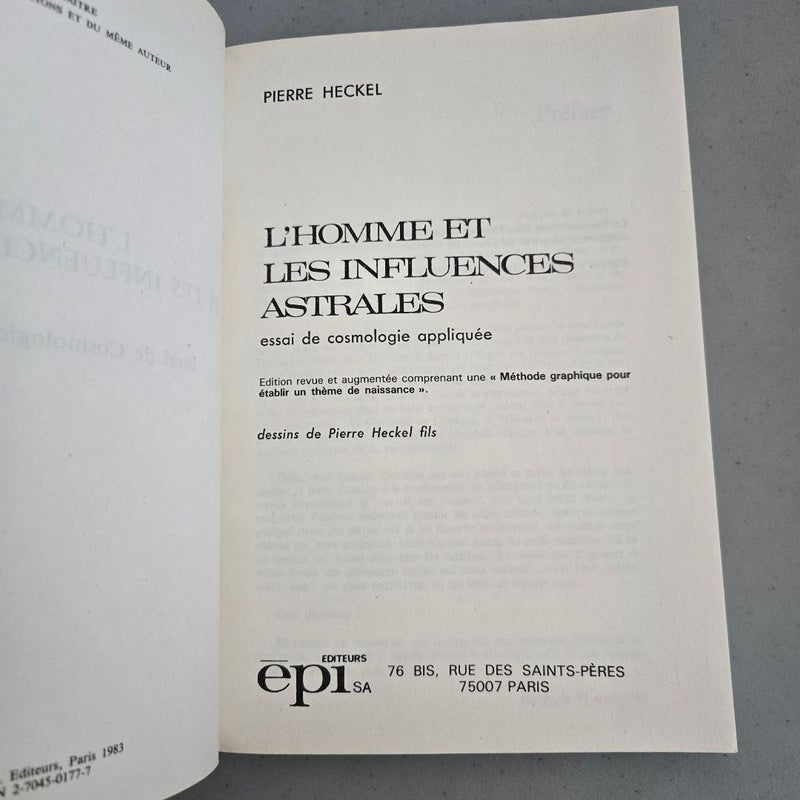 IONS ET DU MÊME AUTEUR
Editeurs, Paris 1983
2-7045-0177-7
PIERRE HECKEL
L'HOMME ET
LES INFLUENCES
ASTRALES
essai de cosmologie appliquée
Edition revue et augmentée comprenant une « Méthode graphique pour
établir un thème de naissance ».
dessins de Pierre Heckel fils
EDITEURS
epi SA
76 BIS, RUE DES SAINTS-PÈRES
75007 PARIS